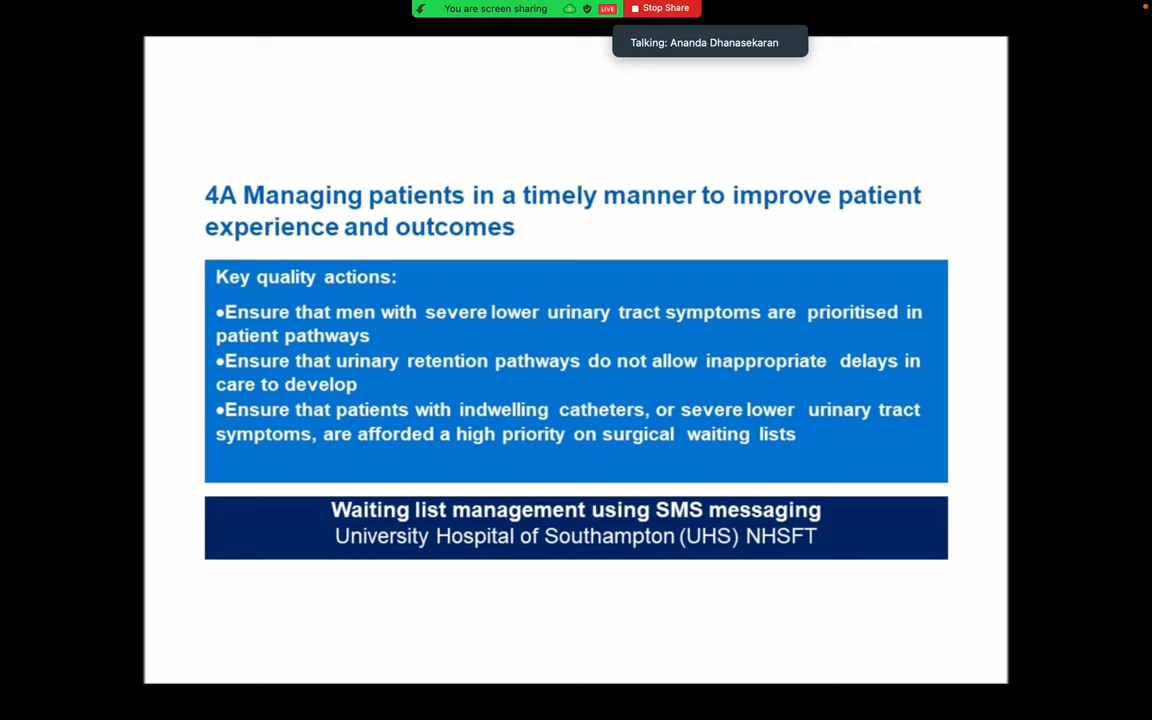 You are screen sharing
LIVE
Stop Share
Talking: Ananda Dhanasekaran
4A Managing patients in a timely manner to improve patient
experience and outcomes
Key quality actions:
•Ensure that men with severe lower urinary tract symptoms are prioritised in
patient pathways
•Ensure that urinary retention pathways do not allow inappropriate delays in
care to develop
•Ensure that patients with indwelling catheters, or severe lower urinary tract
symptoms, are afforded a high priority on surgical waiting lists
Waiting list management using SMS messaging
University Hospital of Southampton (UHS) NHSFT